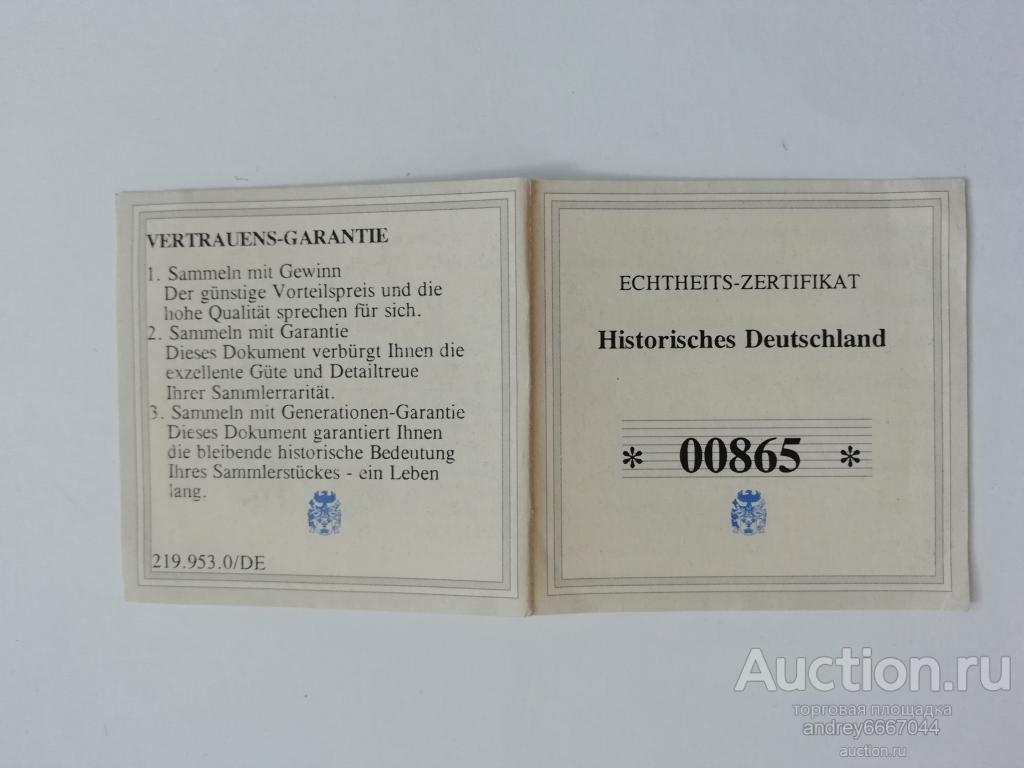 VERTRAUENS-GARANTIE
1. Sammeln mit Gewinn
Der günstige Vorteilspreis und die
hohe Qualität sprechen für sich.
2. Sammeln mit Garantie
Dieses Dokument verbürgt Ihnen die
exzellente Güte und Detailtreue
Ihrer Sammlerrarität.
3. Sammeln mit Generationen-Garantie
Dieses Dokument garantiert Ihnen
die bleibende historische Bedeutung
Ihres Sammlerstückes - ein Leben
lang.
219.953.0/DE
ECHTHEITS-ZERTIFIKAT
Historisches Deutschland
* 00865 *
Auction.ru
торговая площадка
andrey6667044
auction.ru